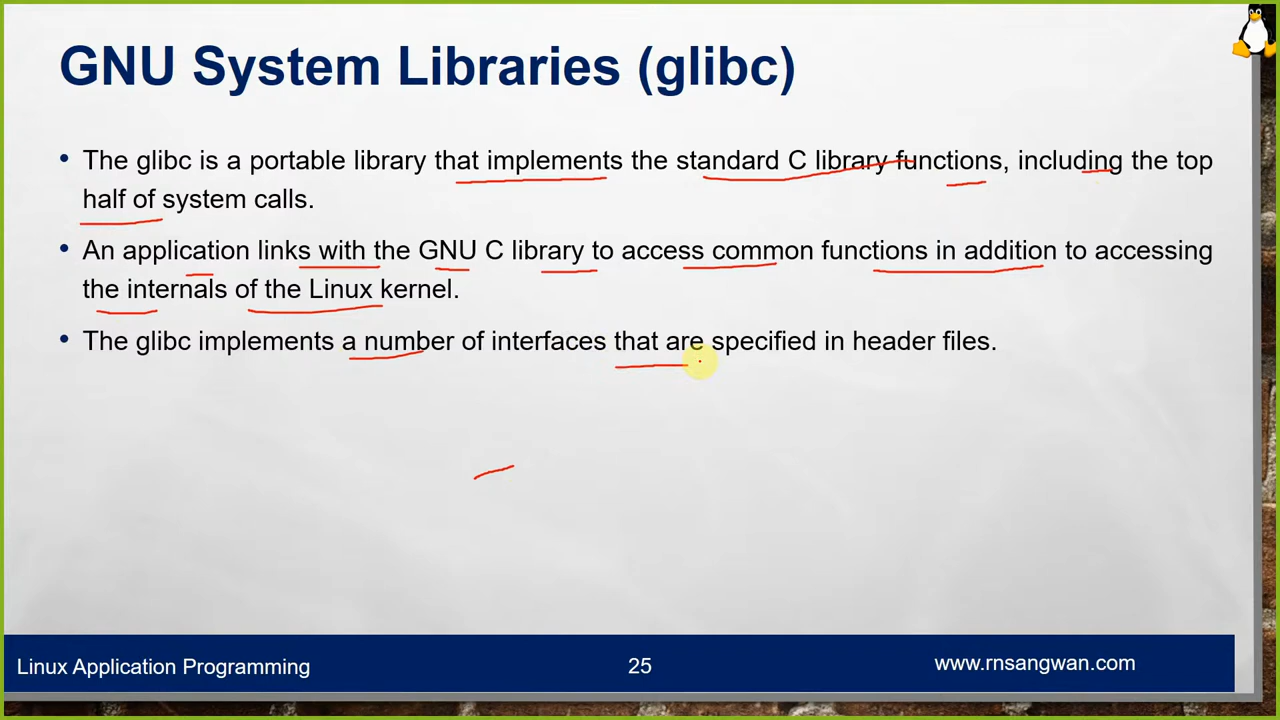 GNU System Libraries (glibc)
• The glibc is a portable library that implements the standard C library functions, including the top
half of system calls.
• An application links with the GNU C library to access common functions in addition to accessing
the internals of the Linux kernel.
• The glibc implements a number of interfaces that are specified in header files.
Linux Application Programming
25
www.rnsangwan.com